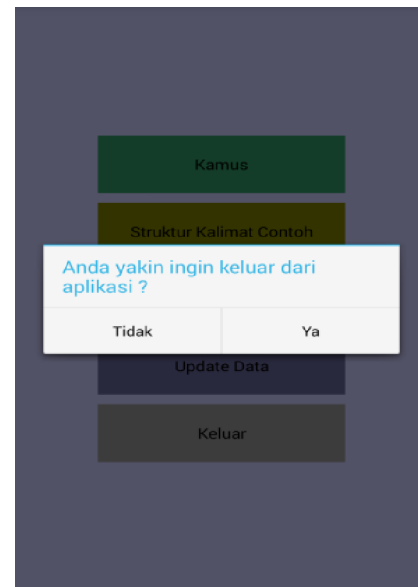 Kamus
Struktur Kalimat Contoh
Anda yakin ingin keluar dari
aplikasi ?
Tidak
Ya
Update Data
Keluar